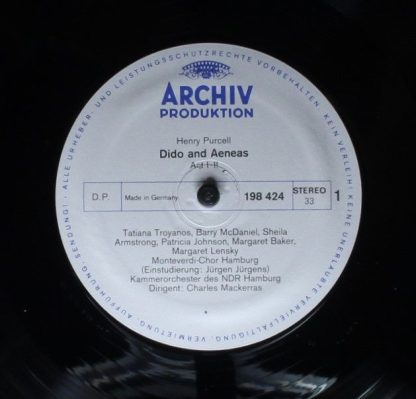 ALLE URHEBER- UND LEISTUNGSSCHUTZRECHTE VORBEHALTEN · KEIN VERLEIH! KEINE UNERLAUBTE VERVIELFÄLTIGUNG, VERMIETUNG, AUFFÜHRUNG, SENDUNG! ·
ARCHIV
PRODUKTION
Henry Purcell
Dido and Aeneas
D. P. Made in Germany 198 424 STEREO 33 1
Tatiana Troyanos, Barry McDaniel, Sheila
Armstrong, Patricia Johnson, Margaret Baker,
Margaret Lensky
Monteverdi-Chor Hamburg
(Einstudierung: Jürgen Jürgens)
Kammerorchester des NDR Hamburg
Dirigent: Charles Mackerras